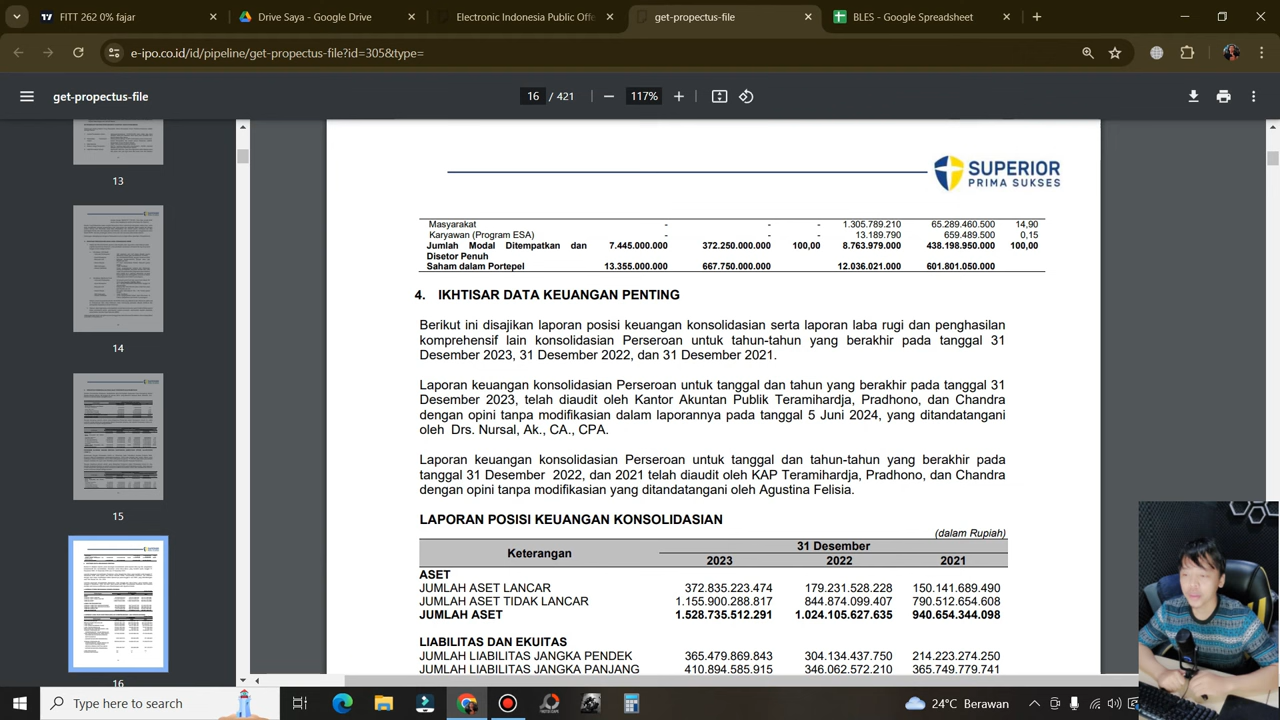 FITT 262 0% fajar
Drive Saya - Google Drive
Electronic Indonesia Public Offe
get-propectus-file
BLES - Google Spreadsheet
e-ipo.co.id/id/pipeline/get-propectus-file?id=305&type=
get-propectus-file
16 / 421
117%
13
14
15
16
SUPERIOR
PRIMA SUKSES
Masyarakat - - - 1.305.789.210 65.289.460.500 14,90
Karyawan (Program ESA) - - - 13.189.790 659.489.500 0,15
Jumlah Modal Ditempatkan dan 7.445.000.000 372.250.000.000 100,00 8.763.979.000 438.198.950.000 100,00
Disetor Penuh
Saham dalam Portepel 13.355.000.000 667.750.000.000 12.036.021.000 601.801.050.000
4. IKHTISAR DATA KEUANGAN PENTING
Berikut ini disajikan laporan posisi keuangan konsolidasian serta laporan laba rugi dan penghasilan
komprehensif lain konsolidasian Perseroan untuk tahun-tahun yang berakhir pada tanggal 31
Desember 2023, 31 Desember 2022, dan 31 Desember 2021.
Laporan keuangan konsolidasian Perseroan untuk tanggal dan tahun yang berakhir pada tanggal 31
Desember 2023, telah diaudit oleh Kantor Akuntan Publik Teramihardja, Pradhono, dan Chandra
dengan opini tanpa modifikasian dalam laporannya pada tanggal 5 Juni 2024, yang ditandatangani
oleh Drs. Nursal, Ak., CA., CPA.
Laporan keuangan konsolidasian Perseroan untuk tanggal dan tahun-tahun yang berakhir pada
tanggal 31 Desember 2022, dan 2021 telah diaudit oleh KAP Teramihardja, Pradhono, dan Chandra
dengan opini tanpa modifikasian yang ditandatangani oleh Agustina Felisia.
LAPORAN POSISI KEUANGAN KONSOLIDASIAN
(dalam Rupiah)
Keterangan 31 Desember
2023 2022 2021
ASET
JUMLAH ASET LANCAR 372.835.223.474 179.231.528.228 150.141.689.490
JUMLAH ASET TIDAK LANCAR 1.155.900.288.817 844.874.099.407 790.512.654.608
JUMLAH ASET 1.528.735.512.291 1.024.105.627.635 940.654.344.098
LIABILITAS DAN EKUITAS
JUMLAH LIABILITAS JANGKA PENDEK 365.479.869.843 304.134.437.750 214.223.274.250
JUMLAH LIABILITAS JANGKA PANJANG 410.894.585.915 346.062.572.210 365.749.779.741
Type here to search
24°C Berawan